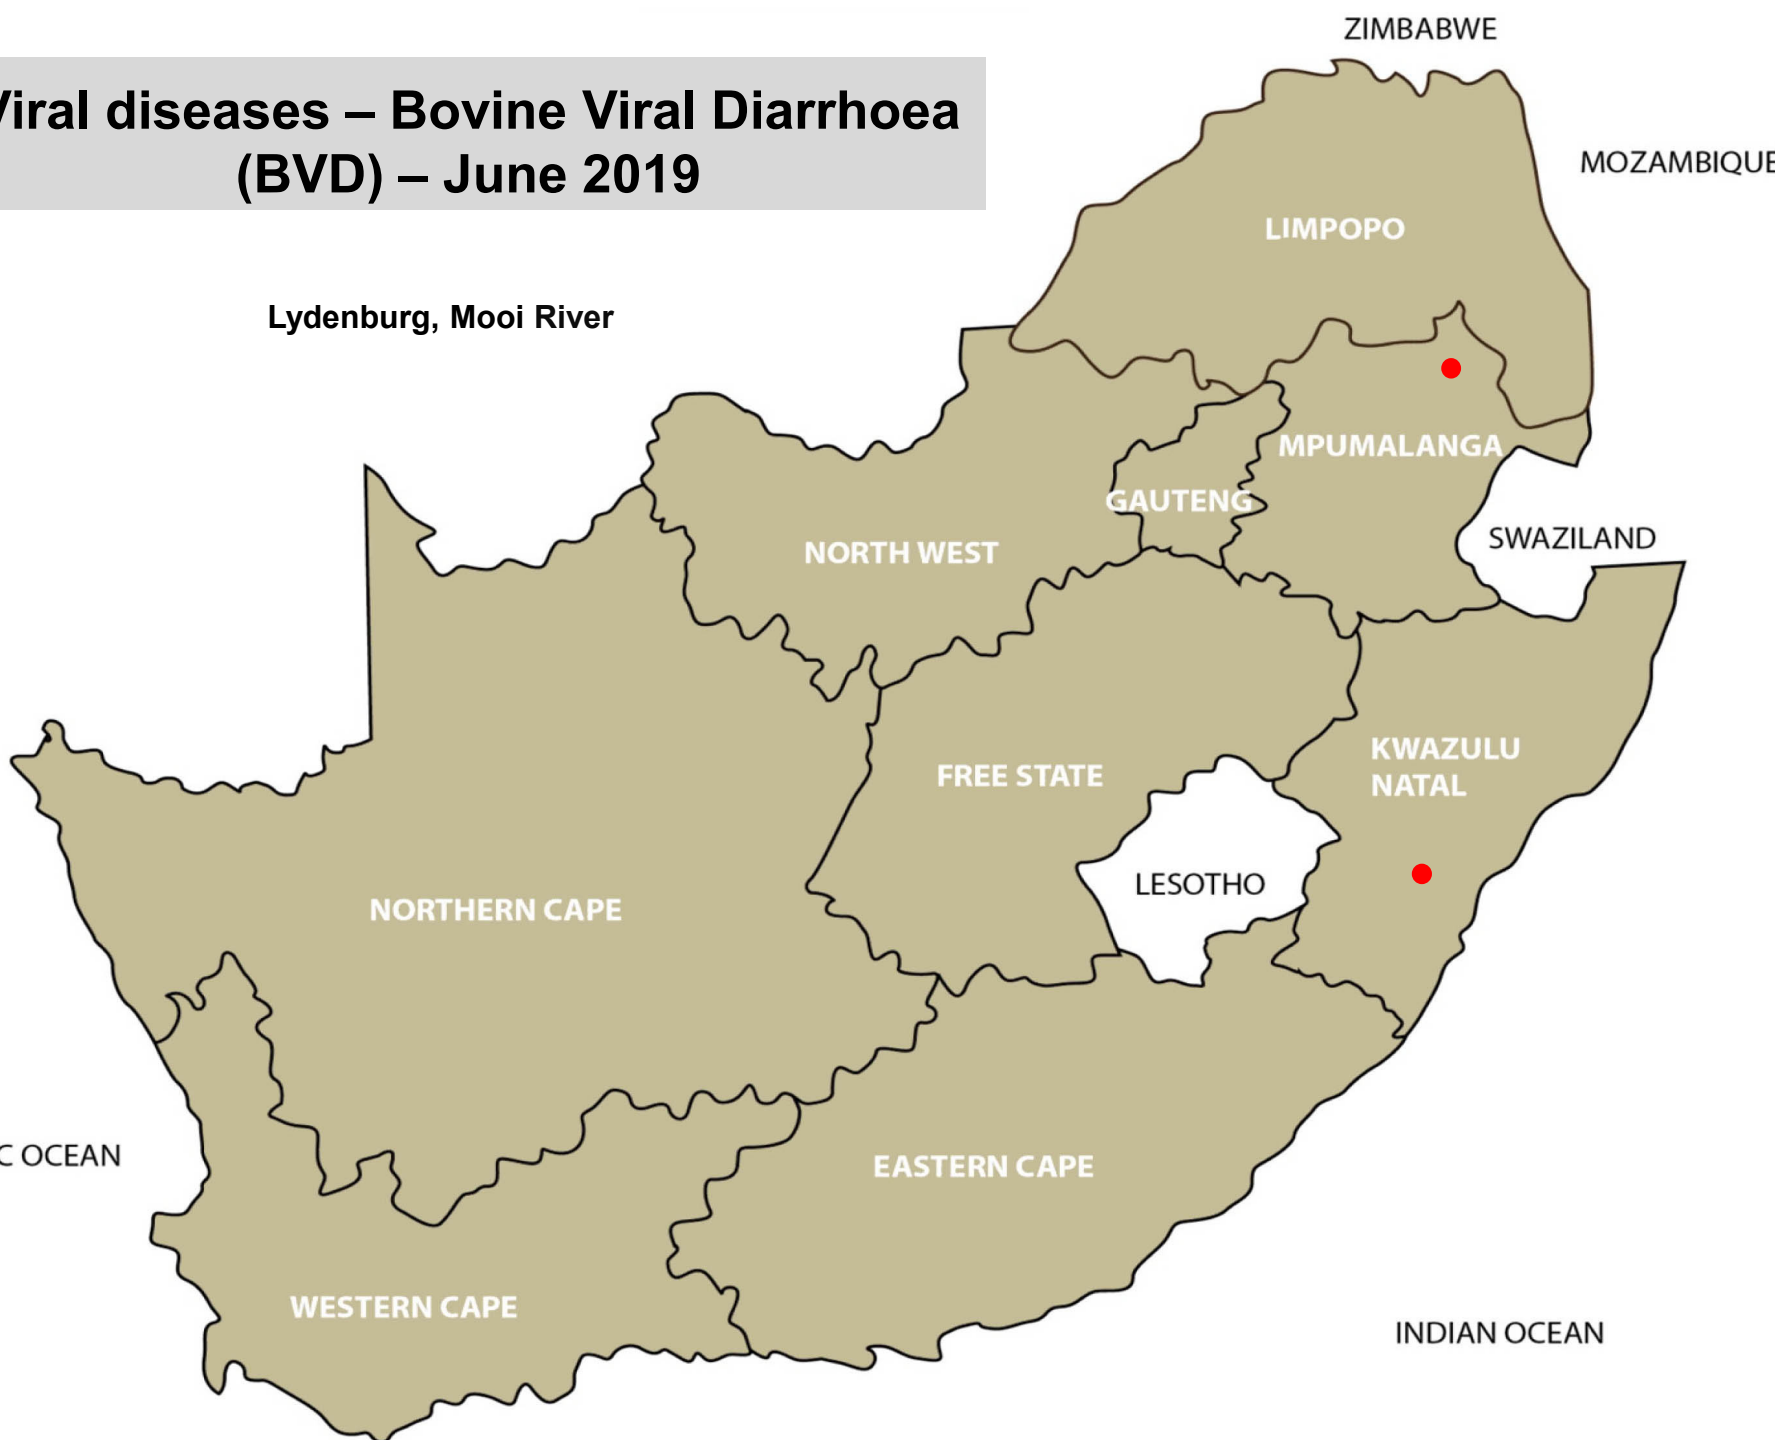 ZIMBABWE
Viral diseases – Bovine Viral Diarrhoea
(BVD) – June 2019
MOZAMBIQUE
LIMPOPO
Lydenburg, Mooi River
MPUMALANGA
GAUTENG
SWAZILAND
NORTH WEST
KWAZULU
NATAL
FREE STATE
LESOTHO
NORTHERN CAPE
C OCEAN
EASTERN CAPE
WESTERN CAPE
INDIAN OCEAN